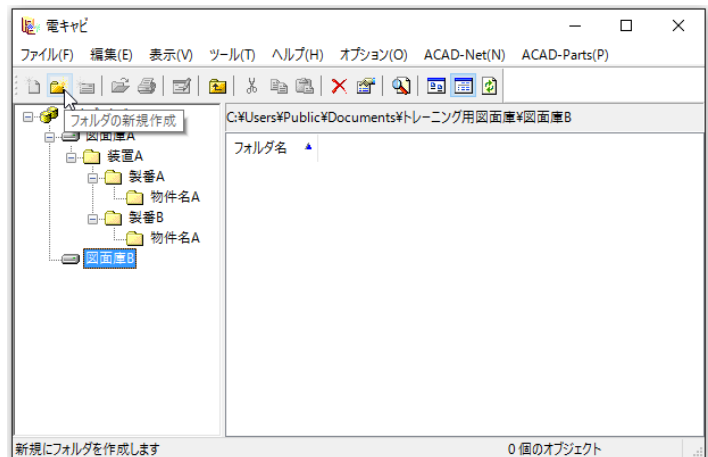 電キャビ
ファイル(F) 編集(E) 表示(V) ツール(T) ヘルプ(H) オプション(O) ACAD-Net(N) ACAD-Parts(P)
フォルダの新規作成
C:¥Users¥Public¥Documents¥トレーニング用図面庫¥図面庫B
図面庫A
フォルダ名
装置A
製番A
物件名A
製番B
物件名A
図面庫B
新規にフォルダを作成します
0 個のオブジェクト